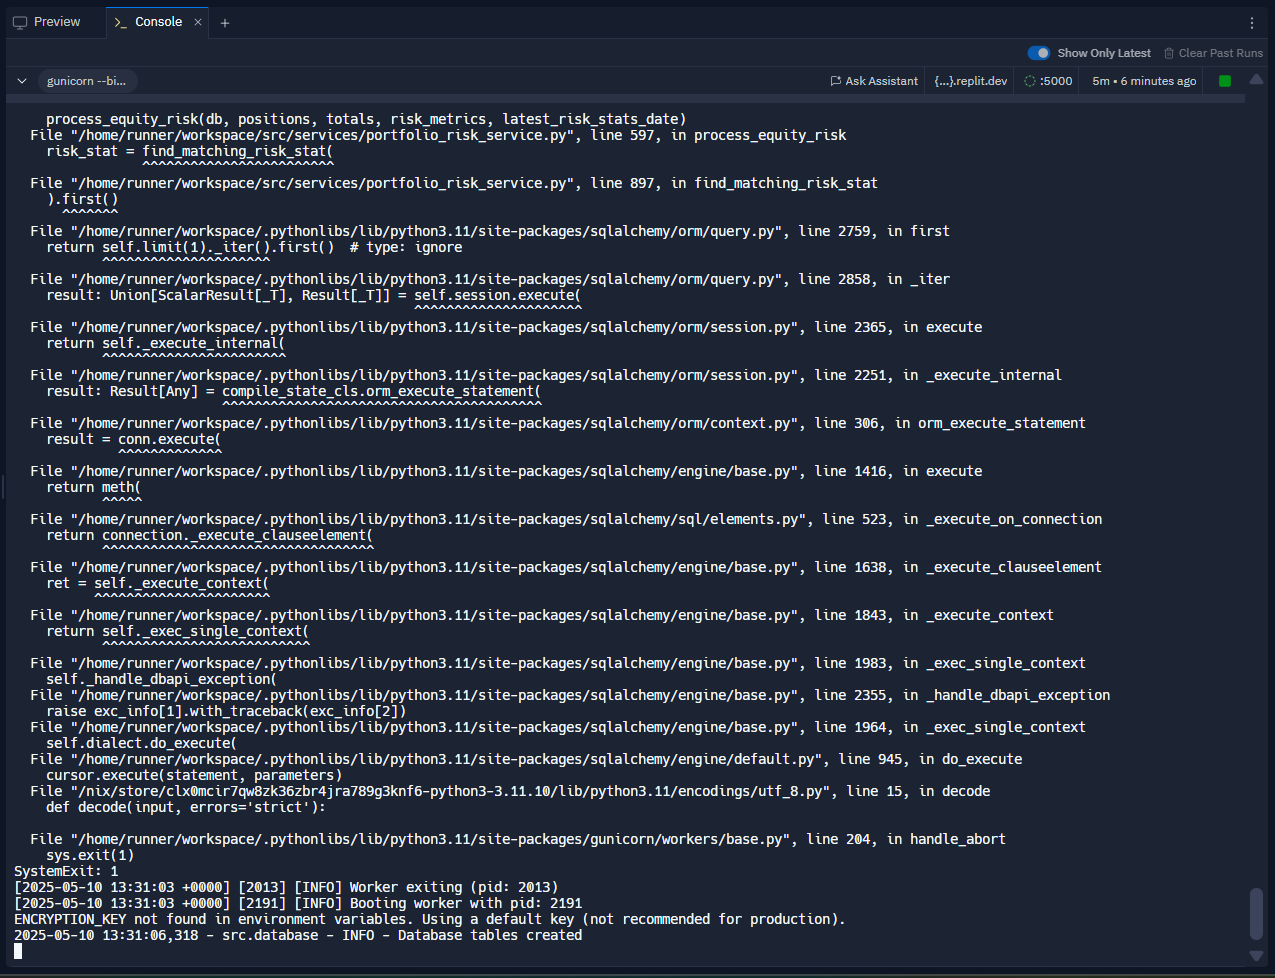 Preview
Console
Show Only Latest
Clear Past Runs
gunicorn --bi...
Ask Assistant
{...}.replit.dev
:5000
5m • 6 minutes ago
process_equity_risk(db, positions, totals, risk_metrics, latest_risk_stats_date)
File "/home/runner/workspace/src/services/portfolio_risk_service.py", line 597, in process_equity_risk
risk_stat = find_matching_risk_stat(
^^^^^^^^^^^^^^^^^^^^^^^^
File "/home/runner/workspace/src/services/portfolio_risk_service.py", line 897, in find_matching_risk_stat
).first()
^^^^^^^
File "/home/runner/workspace/.pythonlibs/lib/python3.11/site-packages/sqlalchemy/orm/query.py", line 2759, in first
return self.limit(1)._iter().first()  # type: ignore
^^^^^^^^^^^^^^^^^^^^^
File "/home/runner/workspace/.pythonlibs/lib/python3.11/site-packages/sqlalchemy/orm/query.py", line 2858, in _iter
result: Union[ScalarResult[_T], Result[_T]] = self.session.execute(
^^^^^^^^^^^^^^^^^^^^^
File "/home/runner/workspace/.pythonlibs/lib/python3.11/site-packages/sqlalchemy/orm/session.py", line 2365, in execute
return self._execute_internal(
^^^^^^^^^^^^^^^^^^^^^^^
File "/home/runner/workspace/.pythonlibs/lib/python3.11/site-packages/sqlalchemy/orm/session.py", line 2251, in _execute_internal
result: Result[Any] = compile_state_cls.orm_execute_statement(
^^^^^^^^^^^^^^^^^^^^^^^^^^^^^^^^^^^^^^^^
File "/home/runner/workspace/.pythonlibs/lib/python3.11/site-packages/sqlalchemy/orm/context.py", line 306, in orm_execute_statement
result = conn.execute(
^^^^^^^^^^^^^
File "/home/runner/workspace/.pythonlibs/lib/python3.11/site-packages/sqlalchemy/engine/base.py", line 1416, in execute
return meth(
^^^^^
File "/home/runner/workspace/.pythonlibs/lib/python3.11/site-packages/sqlalchemy/sql/elements.py", line 523, in _execute_on_connection
return connection._execute_clauseelement(
^^^^^^^^^^^^^^^^^^^^^^^^^^^^^^^^^^
File "/home/runner/workspace/.pythonlibs/lib/python3.11/site-packages/sqlalchemy/engine/base.py", line 1638, in _execute_clauseelement
ret = self._execute_context(
^^^^^^^^^^^^^^^^^^^^^^
File "/home/runner/workspace/.pythonlibs/lib/python3.11/site-packages/sqlalchemy/engine/base.py", line 1843, in _execute_context
return self._exec_single_context(
^^^^^^^^^^^^^^^^^^^^^^^^^^
File "/home/runner/workspace/.pythonlibs/lib/python3.11/site-packages/sqlalchemy/engine/base.py", line 1983, in _exec_single_context
self._handle_dbapi_exception(
File "/home/runner/workspace/.pythonlibs/lib/python3.11/site-packages/sqlalchemy/engine/base.py", line 2355, in _handle_dbapi_exception
raise exc_info[1].with_traceback(exc_info[2])
File "/home/runner/workspace/.pythonlibs/lib/python3.11/site-packages/sqlalchemy/engine/base.py", line 1964, in _exec_single_context
self.dialect.do_execute(
File "/home/runner/workspace/.pythonlibs/lib/python3.11/site-packages/sqlalchemy/engine/default.py", line 945, in do_execute
cursor.execute(statement, parameters)
File "/nix/store/clx0mcir7qw8zk36zbr4jra789g3knf6-python3-3.11.10/lib/python3.11/encodings/utf_8.py", line 15, in decode
def decode(input, errors='strict'):
File "/home/runner/workspace/.pythonlibs/lib/python3.11/site-packages/gunicorn/workers/base.py", line 204, in handle_abort
sys.exit(1)
SystemExit: 1
[2025-05-10 13:31:03 +0000] [2013] [INFO] Worker exiting (pid: 2013)
[2025-05-10 13:31:03 +0000] [2191] [INFO] Booting worker with pid: 2191
ENCRYPTION_KEY not found in environment variables. Using a default key (not recommended for production).
2025-05-10 13:31:06,318 - src.database - INFO - Database tables created